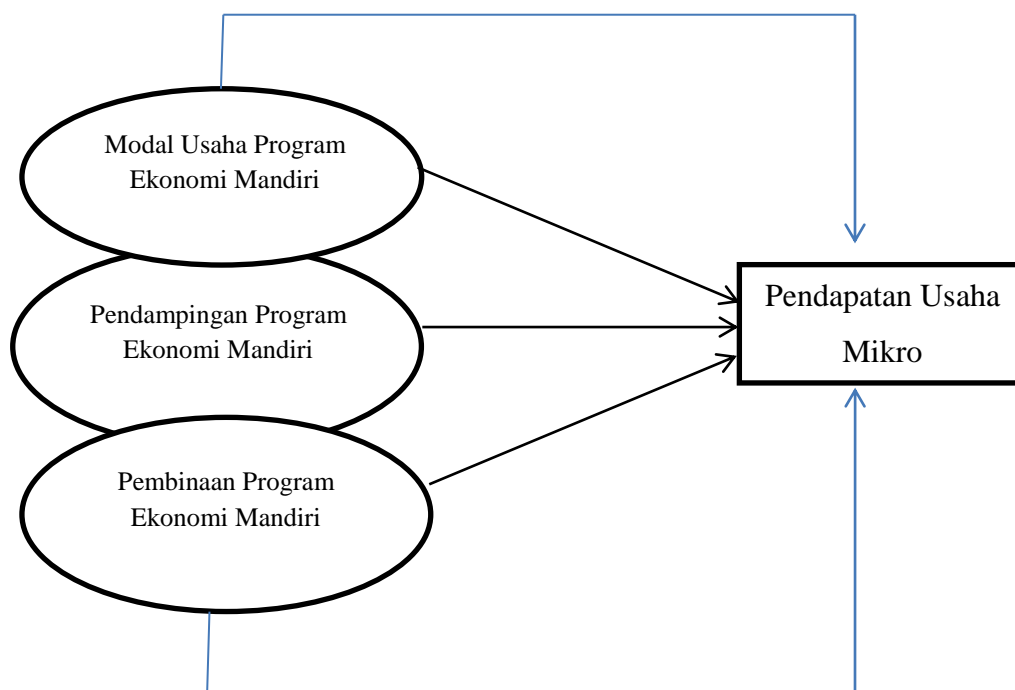 Modal Usaha Program
Ekonomi Mandiri
Pendampingan Program
Ekonomi Mandiri
Pembinaan Program
Ekonomi Mandiri
Pendapatan Usaha
Mikro